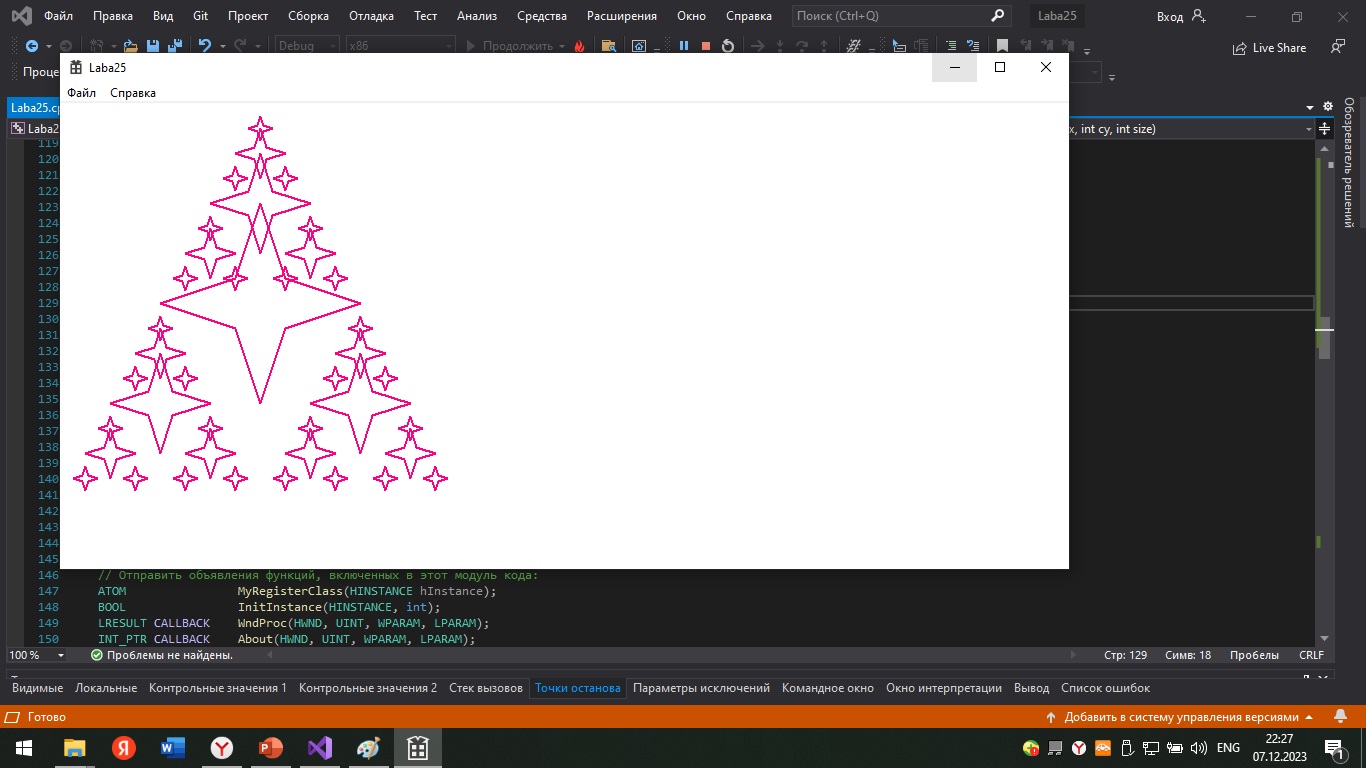 Файл Правка Вид Git Проект Сборка Отладка Тест Анализ Средства Расширения Окно Справка Поиск (Ctrl+Q) Laba25 Вход
Debug x86 Продолжить Live Share
Проце
Laba25
Файл Справка
Laba25.cp
Laba2 x, int cy, int size)
Обозреватель решений
119
120
121
122
123
124
125
126
127
128
129
130
131
132
133
134
135
136
137
138
139
140
141
142
143
144
145
146 // Отправить объявления функций, включенных в этот модуль кода:
147 ATOM MyRegisterClass(HINSTANCE hInstance);
148 BOOL InitInstance(HINSTANCE, int);
149 LRESULT CALLBACK WndProc(HWND, UINT, WPARAM, LPARAM);
150 INT_PTR CALLBACK About(HWND, UINT, WPARAM, LPARAM);
100 % Проблемы не найдены. Стр: 129 Симв: 18 Пробелы CRLF
Видимые Локальные Контрольные значения 1 Контрольные значения 2 Стек вызовов Точки останова Параметры исключений Командное окно Окно интерпретации Вывод Список ошибок
Готово Добавить в систему управления версиями
ENG 22:27
07.12.2023
1